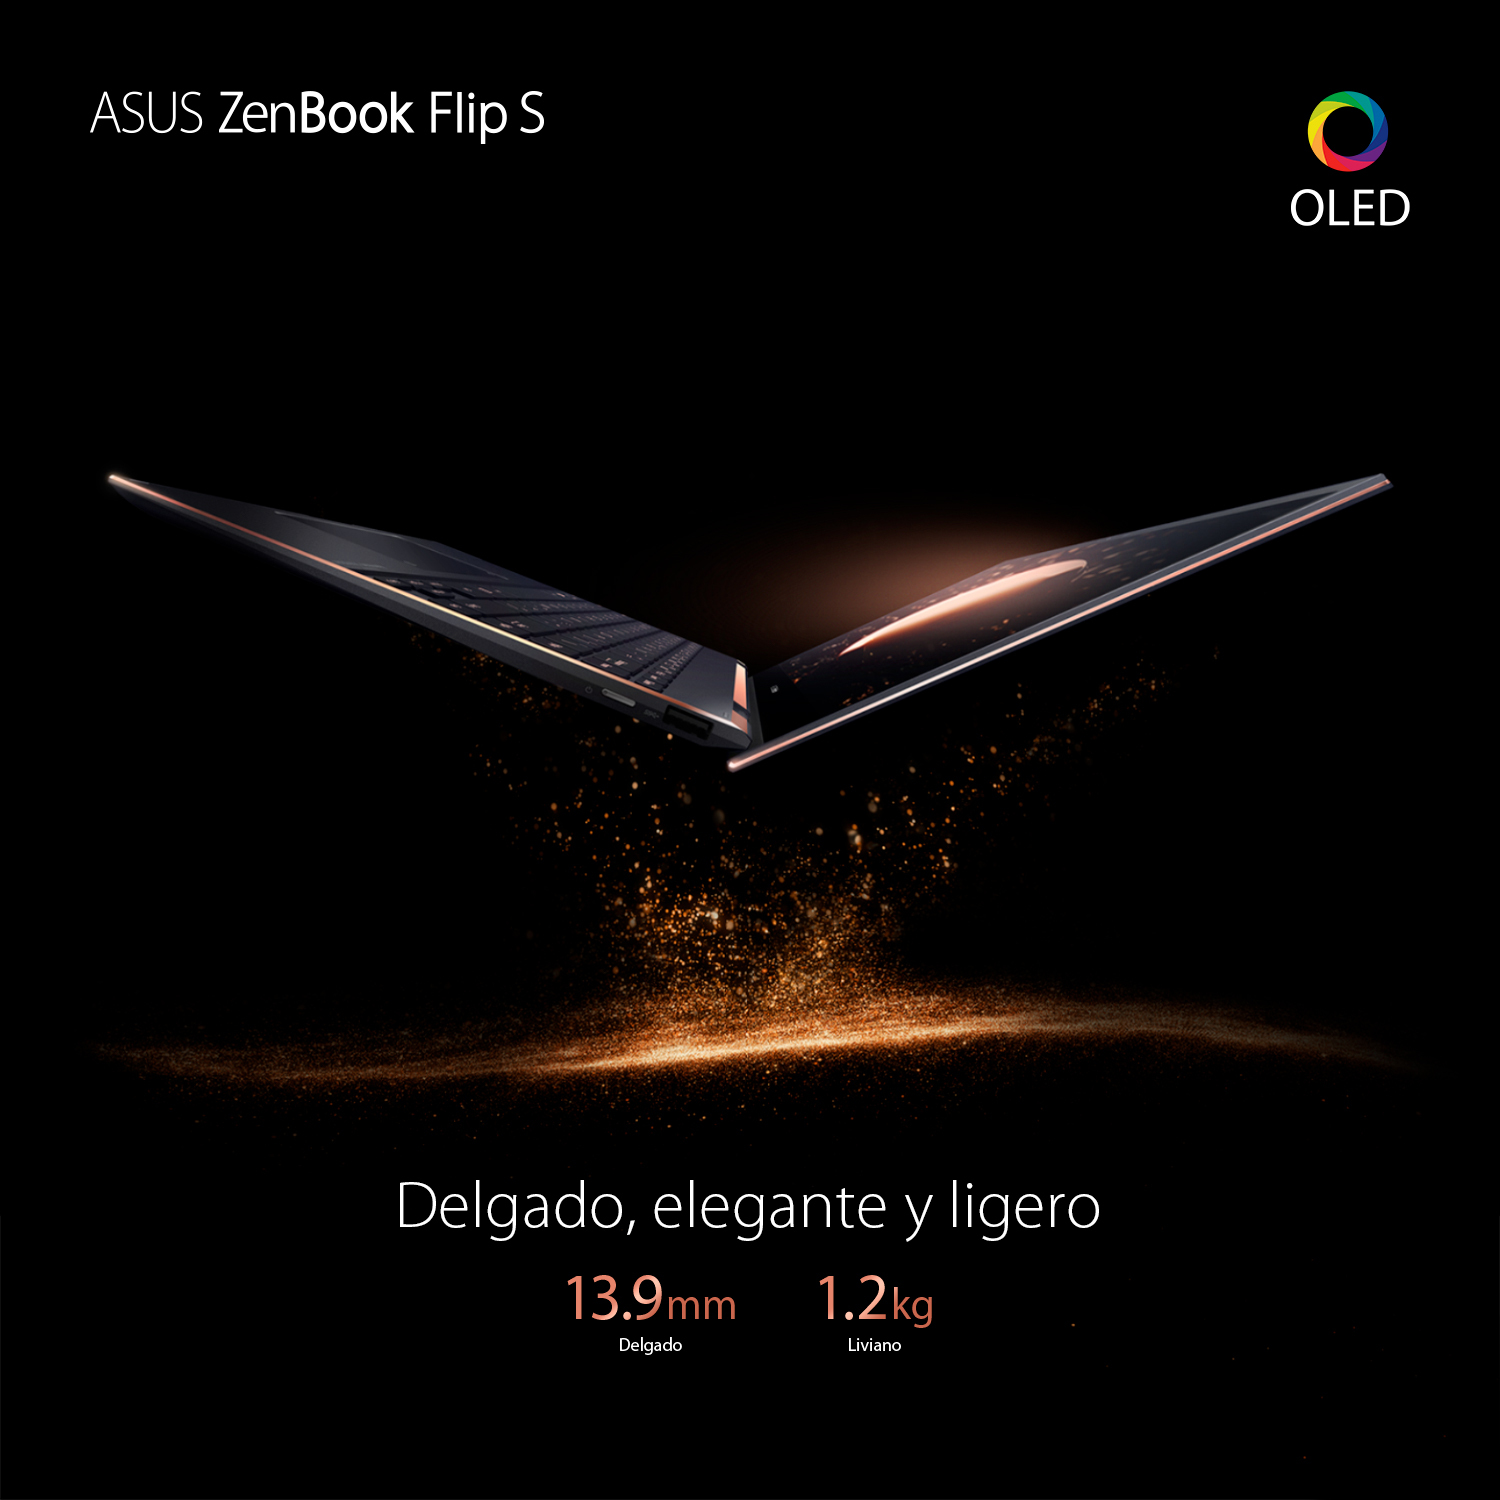 ASUS ZenBook Flip S
OLED
Delgado, elegante y ligero
13.9mm 1.2kg
Delgado Liviano